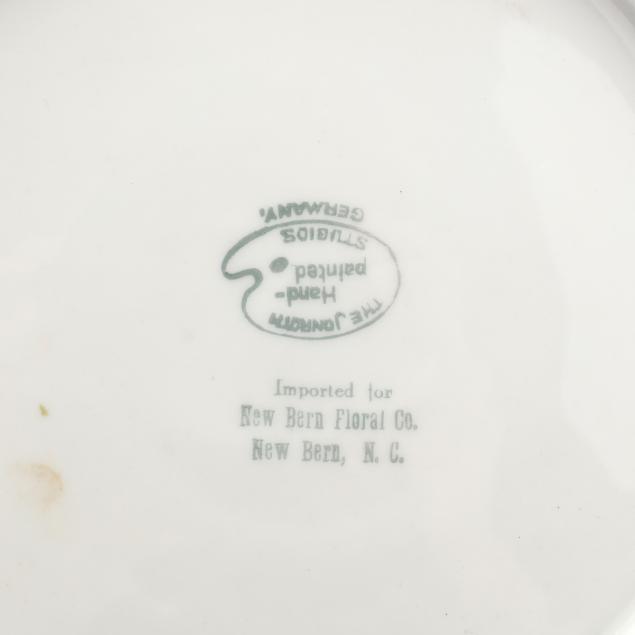 THE JONROTH
Hand-
painted
STUDIOS
GERMANY.
Imported for
New Bern Floral Co.
New Bern, N. C.